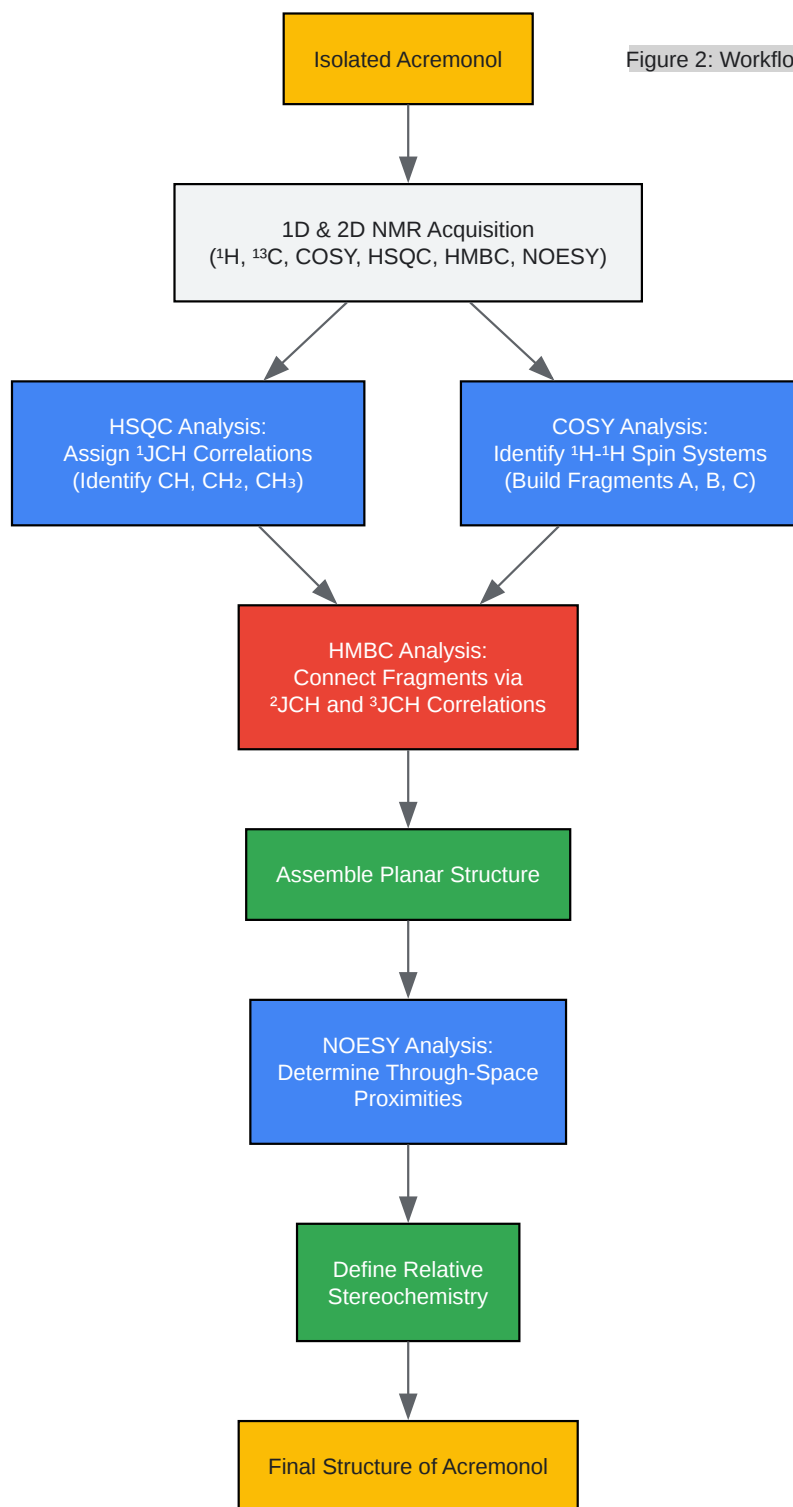 Isolated Acremonol
Figure 2: Workflo
1D & 2D NMR Acquisition
(¹H, ¹³C, COSY, HSQC, HMBC, NOESY)
HSQC Analysis:
Assign ¹JCH Correlations
(Identify CH, CH₂, CH₃)
COSY Analysis:
Identify ¹H-¹H Spin Systems
(Build Fragments A, B, C)
HMBC Analysis:
Connect Fragments via
²JCH and ³JCH Correlations
Assemble Planar Structure
NOESY Analysis:
Determine Through-Space
Proximities
Define Relative
Stereochemistry
Final Structure of Acremonol